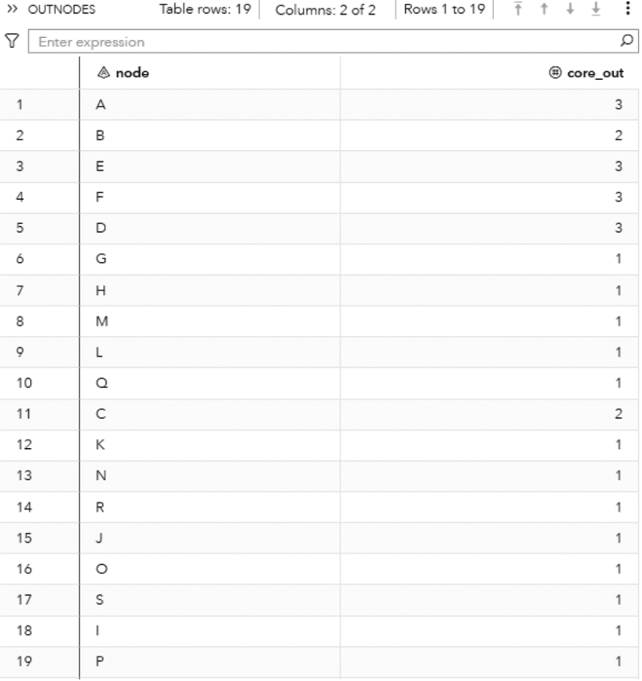 OUTNODES Table rows: 19 Columns: 2 of 2 Rows 1 to 19
Enter expression
node core_out
1 A 3
2 B 2
3 E 3
4 F 3
5 D 3
6 G 1
7 H 1
8 M 1
9 L 1
10 Q 1
11 C 2
12 K 1
13 N 1
14 R 1
15 J 1
16 O 1
17 S 1
18 I 1
19 P 1